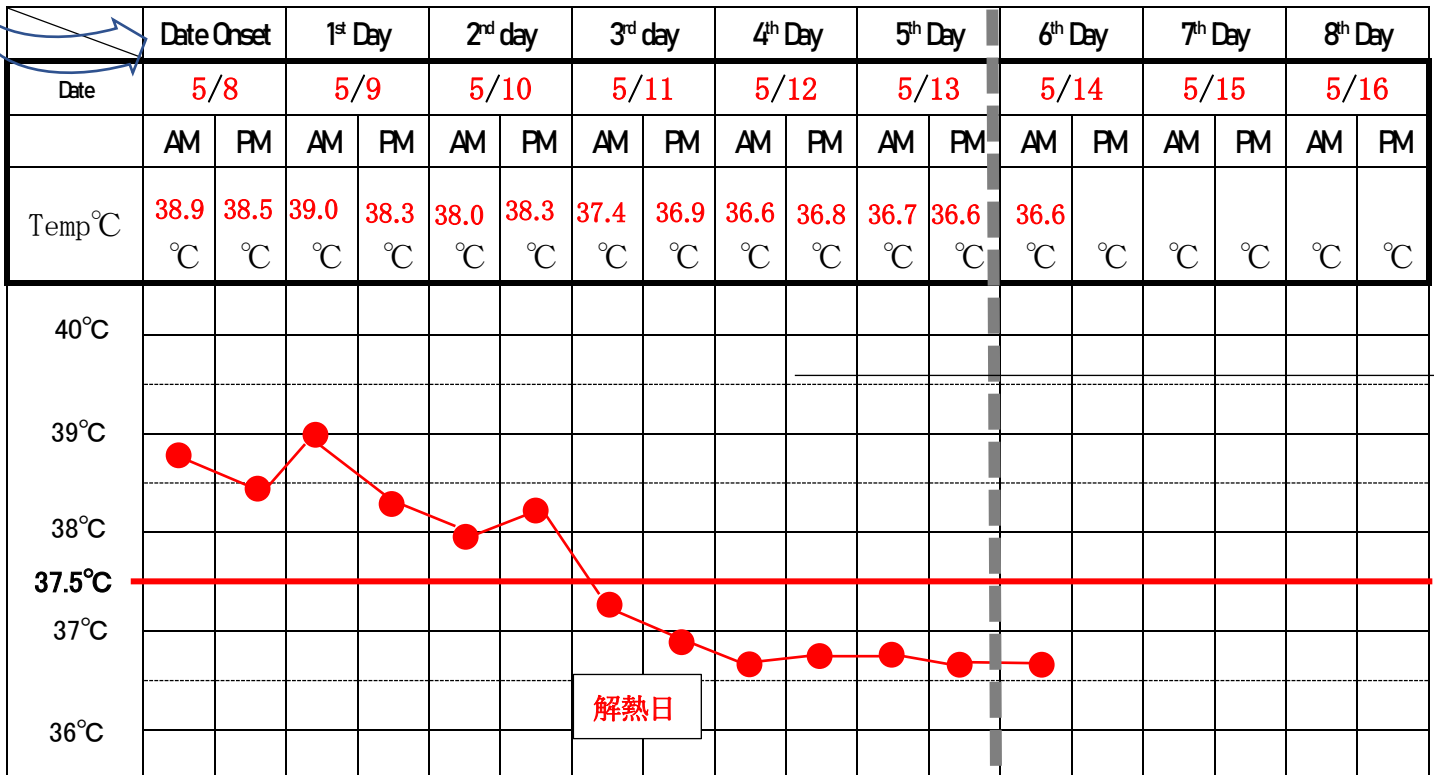 Date Onset 1st Day 2nd day 3rd day 4th Day 5th Day 6th Day 7th Day 8th Day
Date 5/8 5/9 5/10 5/11 5/12 5/13 5/14 5/15 5/16
AM PM AM PM AM PM AM PM AM PM AM PM AM PM AM PM AM PM
Temp℃ 38.9 38.5 39.0 38.3 38.0 38.3 37.4 36.9 36.6 36.8 36.7 36.6 36.6
℃ ℃ ℃ ℃ ℃ ℃ ℃ ℃ ℃ ℃ ℃ ℃ ℃ ℃ ℃ ℃ ℃ ℃
40℃
39℃
38℃
37.5℃
37℃
解熱日
36℃